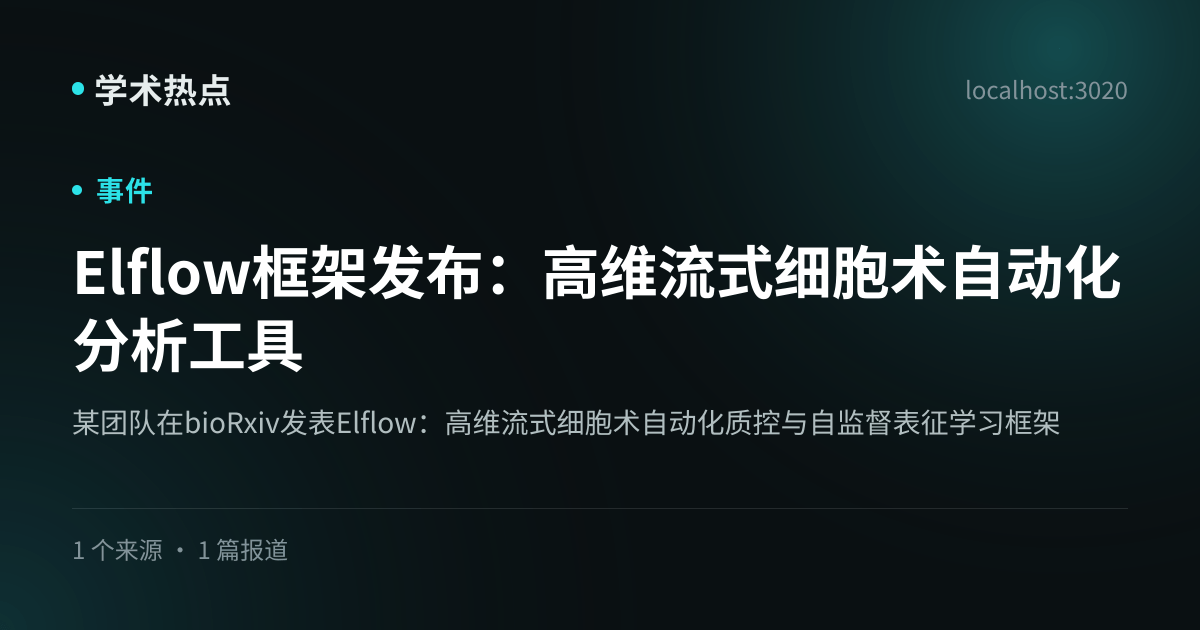 学术热点
localhost:3020
事件
Elflow框架发布：高维流式细胞术自动化
分析工具
某团队在bioRxiv发表Elflow：高维流式细胞术自动化质控与自监督表征学习框架
1 个来源 · 1 篇报道